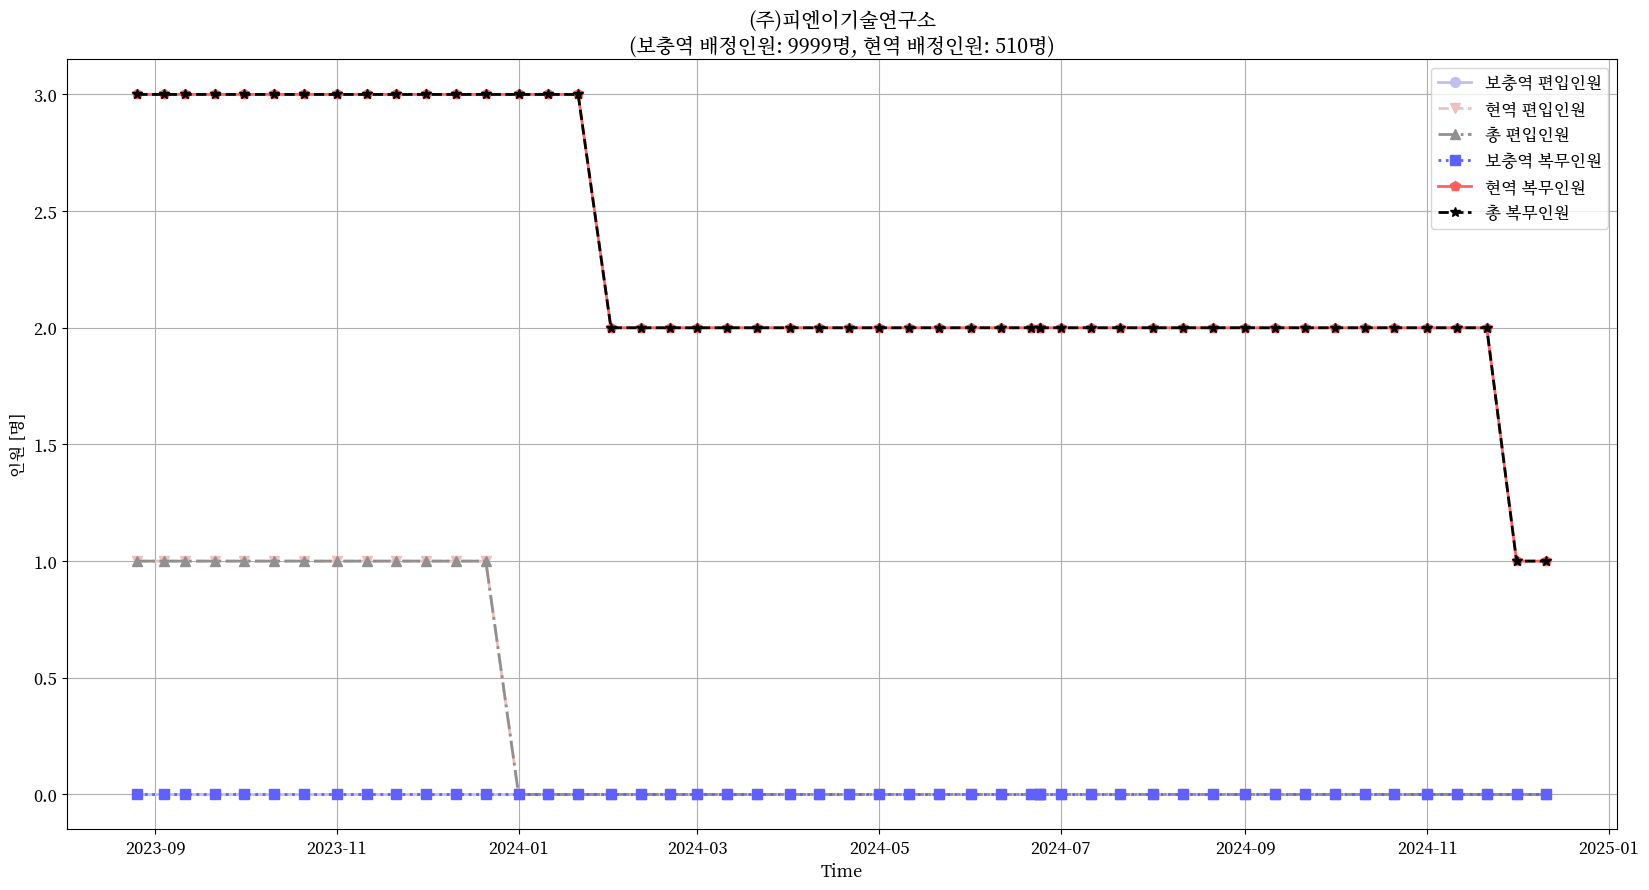 (주)피엔이기술연구소
(보충역 배정인원: 9999명, 현역 배정인원: 510명)
보충역 편입인원
현역 편입인원
총 편입인원
보충역 복무인원
현역 복무인원
총 복무인원
인원 [명]
3.0
2.5
2.0
1.5
1.0
0.5
0.0
2023-09
2023-11
2024-01
2024-03
2024-05
2024-07
2024-09
2024-11
2025-01
Time